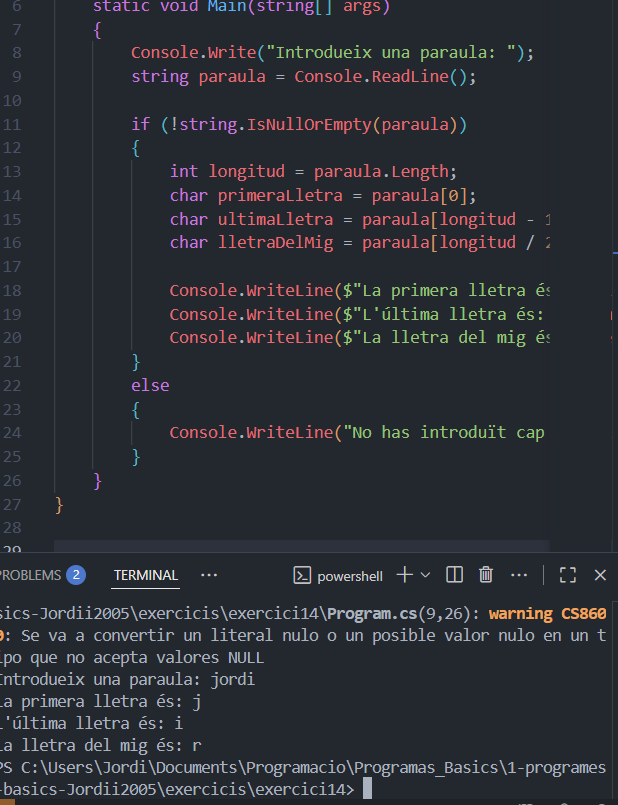 6 static void Main(string[] args)
7 {
8 Console.Write("Introdueix una paraula: ");
9 string paraula = Console.ReadLine();
10
11 if (!string.IsNullOrEmpty(paraula))
12 {
13 int longitud = paraula.Length;
14 char primeraLletra = paraula[0];
15 char ultimaLletra = paraula[longitud - 1
16 char lletraDelMig = paraula[longitud / 2
17
18 Console.WriteLine($"La primera lletra és
19 Console.WriteLine($"L'última lletra és:
20 Console.WriteLine($"La lletra del mig és
21 }
22 else
23 {
24 Console.WriteLine("No has introduït cap
25 }
26 }
27 }
28
29
PROBLEMS 2 TERMINAL ··· powershell ···
sics-Jordii2005\exercicis\exercici14\Program.cs(9,26): warning CS860
0: Se va a convertir un literal nulo o un posible valor nulo en un t
ipo que no acepta valores NULL
Introdueix una paraula: jordi
La primera lletra és: j
L'última lletra és: i
La lletra del mig és: r
PS C:\Users\Jordi\Documents\Programacio\Programas_Basics\1-programes
-basics-Jordii2005\exercicis\exercici14>